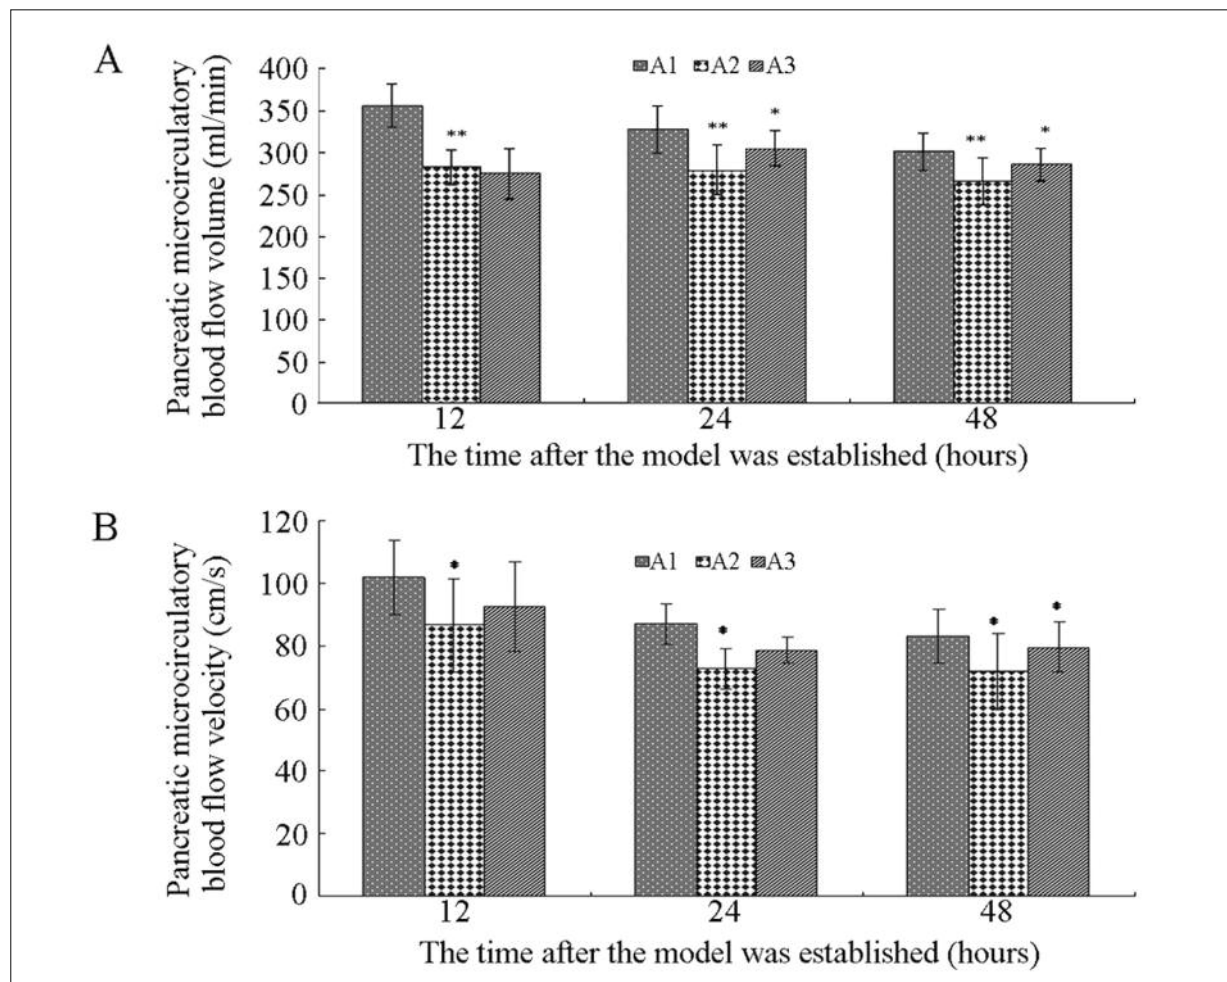 A
Pancreatic microcirculatory
blood flow volume (ml/min)
400
350
300
250
200
150
100
50
0
A1 A2 A3
**
** *
** *
12 24 48
The time after the model was established (hours)
B
Pancreatic microcirculatory
blood flow velocity (cm/s)
120
100
80
60
40
20
0
A1 A2 A3
*
*
* *
12 24 48
The time after the model was established (hours)